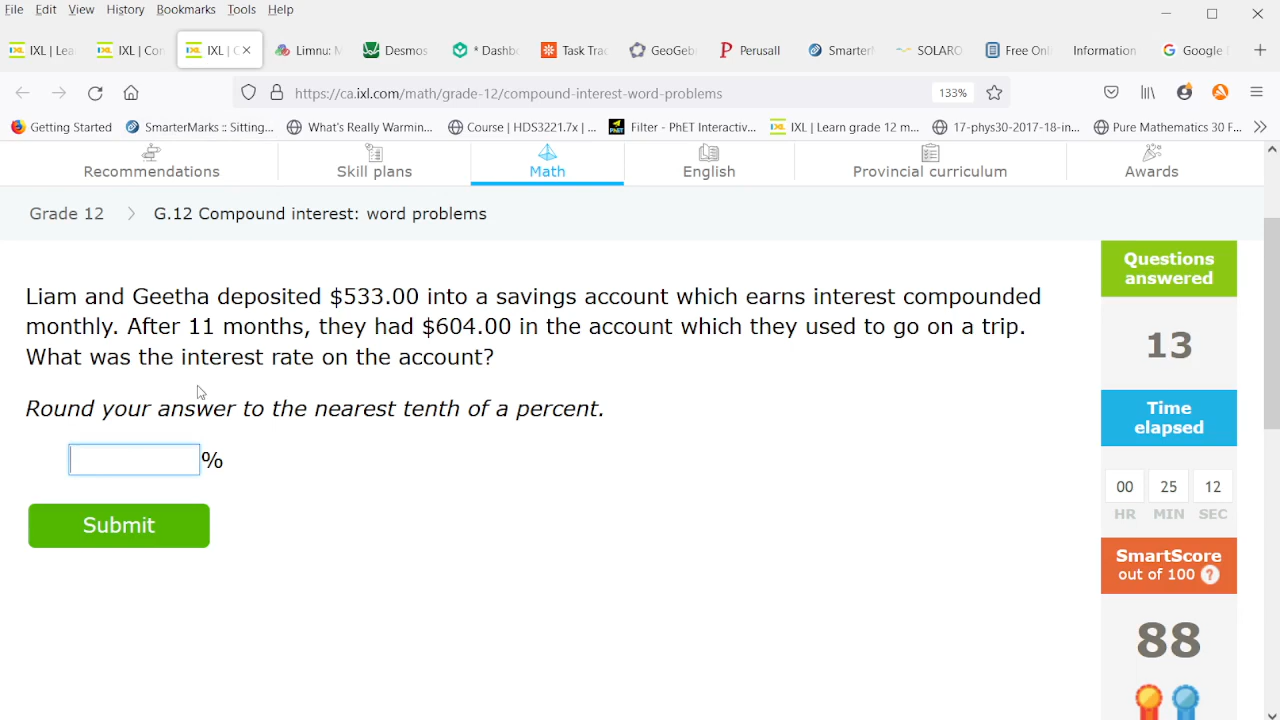 File Edit View History Bookmarks Tools Help
IXL | Lea IXL | Con IXL | C Limnu: M Desmos * Dashb Task Trac GeoGeb Perusall Smarter SOLARO Free Onl Information Google
https://ca.ixl.com/math/grade-12/compound-interest-word-problems 133%
Getting Started SmarterMarks :: Sitting... What's Really Warmin... Course | HDS3221.7x | ... Filter - PhET Interactiv... IXL | Learn grade 12 m... 17-phys30-2017-18-in... Pure Mathematics 30 F...
Recommendations Skill plans Math English Provincial curriculum Awards
Grade 12 > G.12 Compound interest: word problems
Liam and Geetha deposited $533.00 into a savings account which earns interest compounded
monthly. After 11 months, they had $604.00 in the account which they used to go on a trip.
What was the interest rate on the account?
Round your answer to the nearest tenth of a percent.
%
Submit
Questions
answered
13
Time
elapsed
00 25 12
HR MIN SEC
SmartScore
out of 100 ?
88